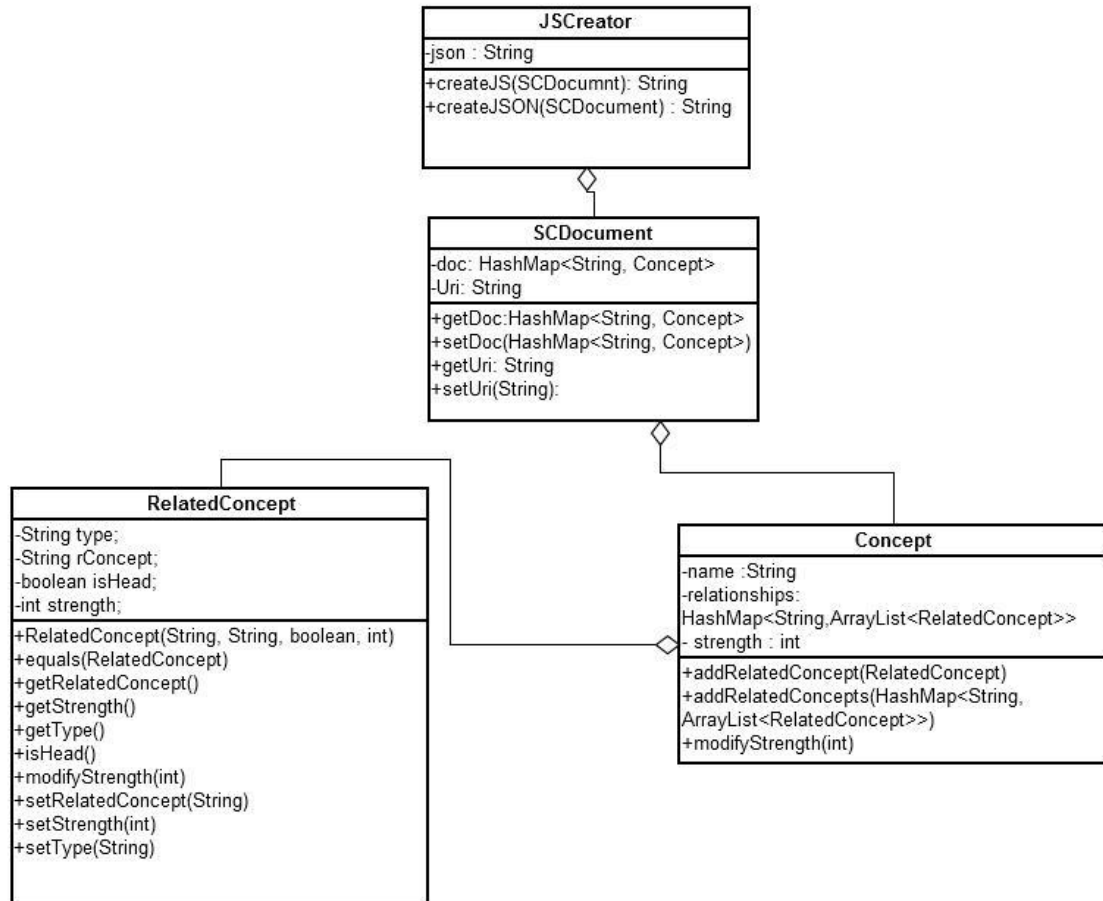 JSCreator
-json : String
+createJS(SCDocumnt): String
+createJSON(SCDocument) : String
SCDocument
-doc: HashMap<String, Concept>
-Uri: String
+getDoc:HashMap<String, Concept>
+setDoc(HashMap<String, Concept>)
+getUri: String
+setUri(String):
RelatedConcept
-String type;
-String rConcept;
-boolean isHead;
-int strength;
+RelatedConcept(String, String, boolean, int)
+equals(RelatedConcept)
+getRelatedConcept()
+getStrength()
+getType()
+isHead()
+modifyStrength(int)
+setRelatedConcept(String)
+setStrength(int)
+setType(String)
Concept
-name :String
-relationships:
HashMap<String,ArrayList<RelatedConcept>>
- strength : int
+addRelatedConcept(RelatedConcept)
+addRelatedConcepts(HashMap<String,
ArrayList<RelatedConcept>>)
+modifyStrength(int)